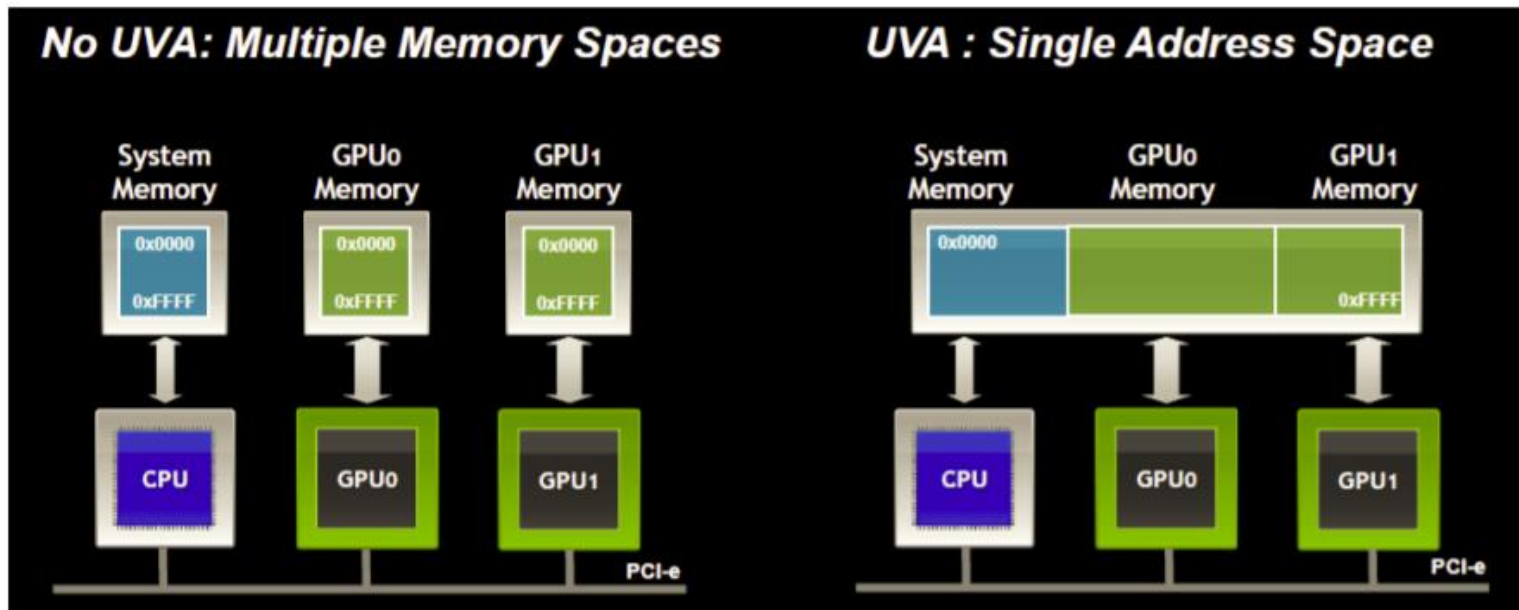 No UVA: Multiple Memory Spaces
System
Memory
GPU0
Memory
GPU1
Memory
0x0000
0xFFFF
0x0000
0xFFFF
0x0000
0xFFFF
CPU
GPU0
GPU1
PCI-e
UVA : Single Address Space
System
Memory
GPU0
Memory
GPU1
Memory
0x0000
0xFFFF
CPU
GPU0
GPU1
PCI-e